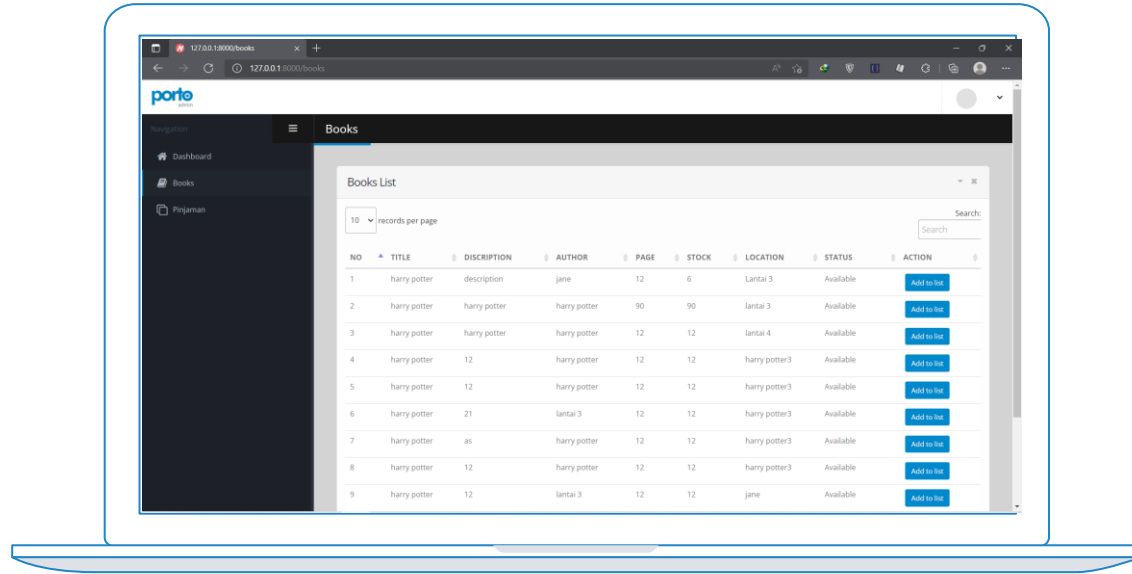 127.0.0.1:8000/books
127.0.0.1:8000/books
porto
admin
Navigation
Books
Dashboard
Books
Pinjaman
Books List
10 records per page
Search:
Search
NO TITLE DISCRIPTION AUTHOR PAGE STOCK LOCATION STATUS ACTION
1 harry potter description jane 12 6 Lantai 3 Available Add to list
2 harry potter harry potter harry potter 90 90 lantai 3 Available Add to list
3 harry potter harry potter harry potter 12 12 lantai 4 Available Add to list
4 harry potter 12 harry potter 12 12 harry potter3 Available Add to list
5 harry potter 12 harry potter 12 12 harry potter3 Available Add to list
6 harry potter 21 lantai 3 12 12 harry potter3 Available Add to list
7 harry potter as harry potter 12 12 harry potter3 Available Add to list
8 harry potter 12 harry potter 12 12 harry potter3 Available Add to list
9 harry potter 12 lantai 3 12 12 jane Available Add to list